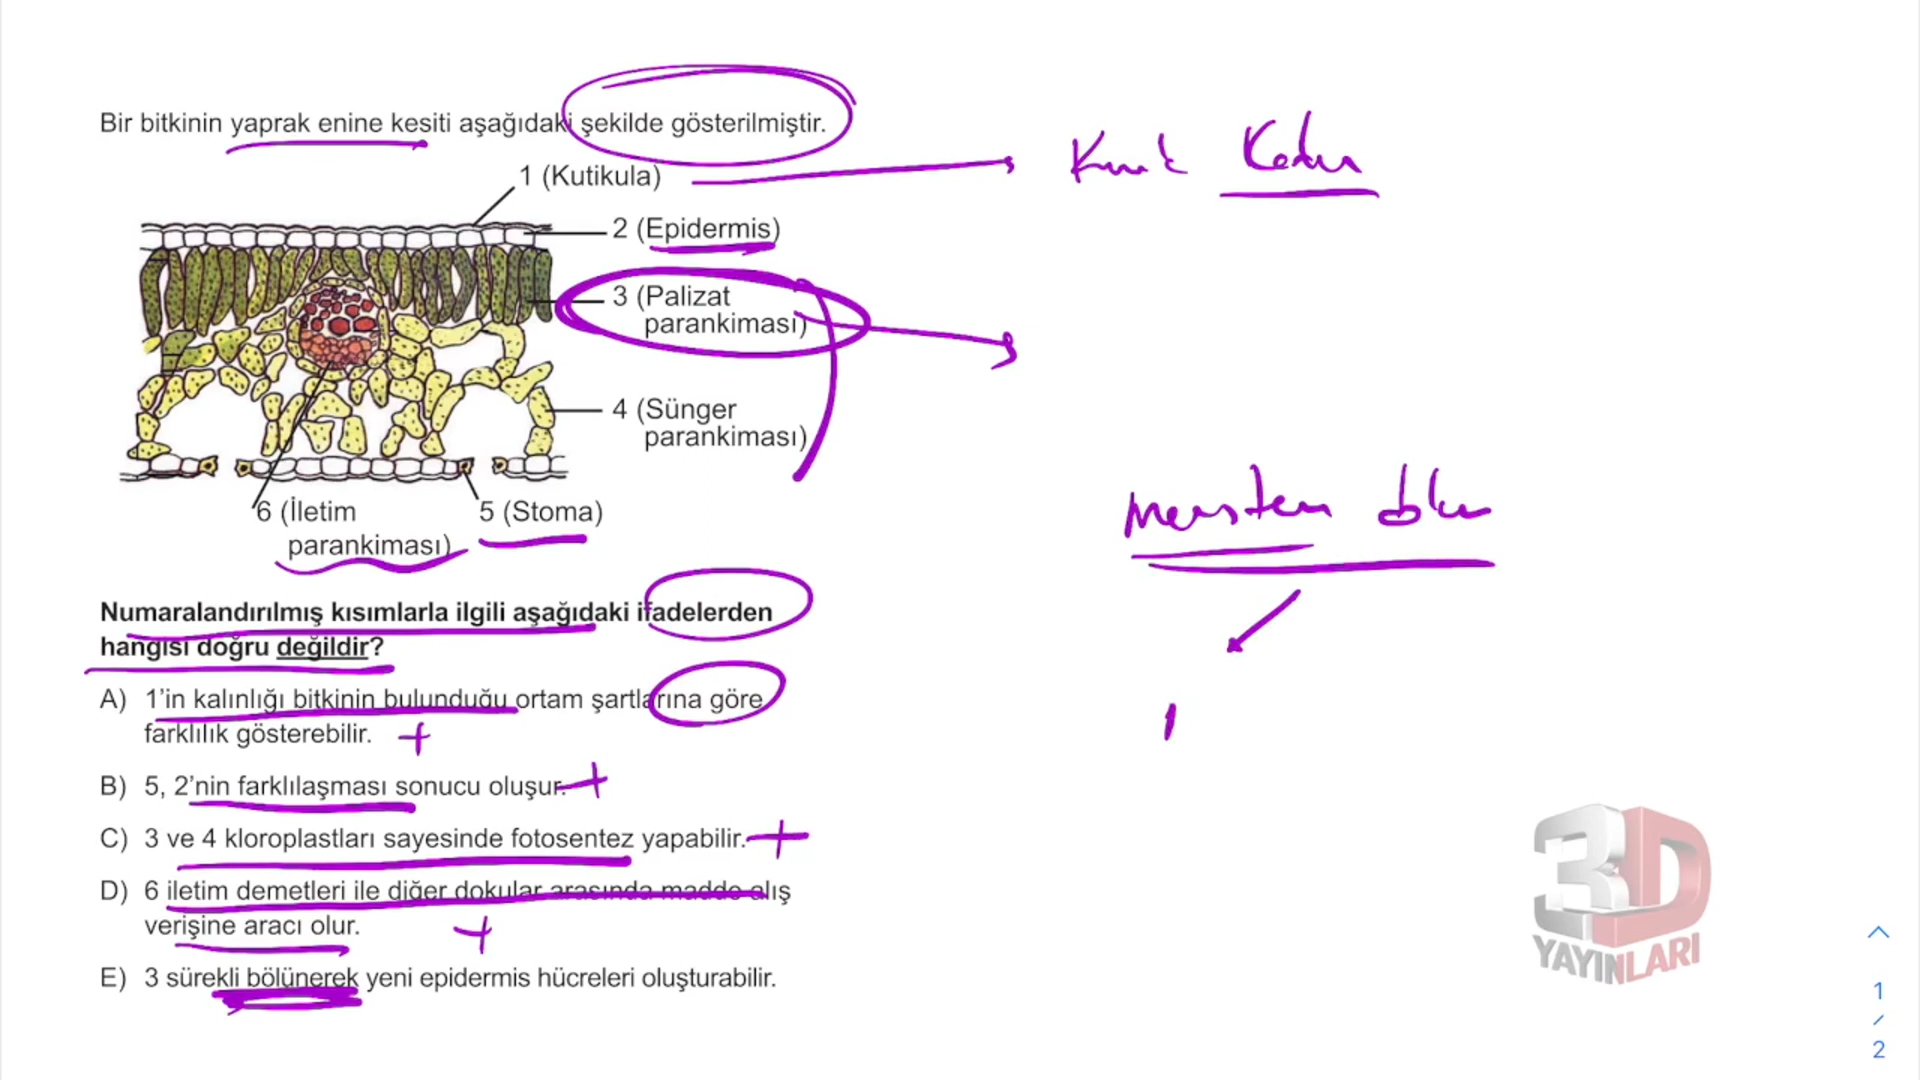 Bir bitkinin yaprak enine kesiti aşağıdaki şekilde gösterilmiştir.
1 (Kutikula)
2 (Epidermis)
3 (Palizat
parankiması)
4 (Sünger
parankiması)
6 (İletim
parankiması)
5 (Stoma)
Numaralandırılmış kısımlarla ilgili aşağıdaki ifadelerden
hangisi doğru değildir?
A) 1’in kalınlığı bitkinin bulunduğu ortam şartlarına göre
farklılık gösterebilir.
B) 5, 2’nin farklılaşması sonucu oluşur.
C) 3 ve 4 kloroplastları sayesinde fotosentez yapabilir.
D) 6 iletim demetleri ile diğer dokular arasında madde alış
verişine aracı olur.
E) 3 sürekli bölünerek yeni epidermis hücreleri oluşturabilir.
3D
YAYINLARI
1
/
2